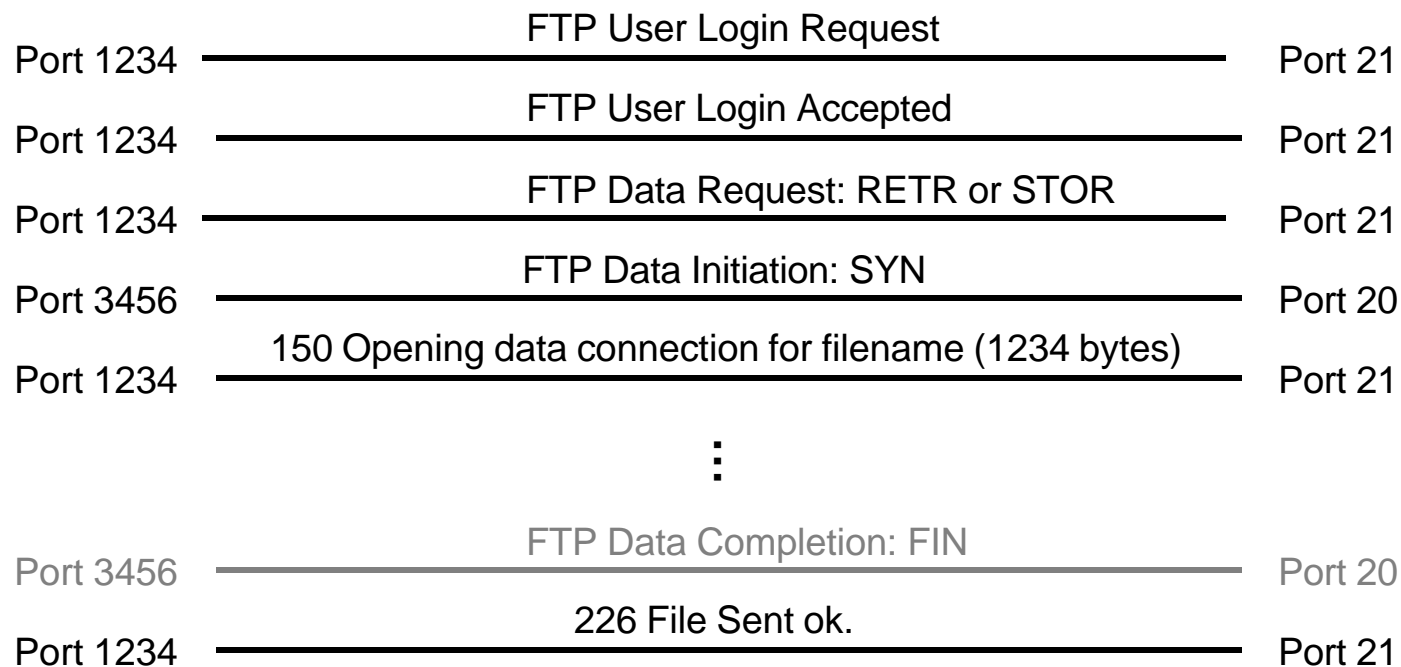 FTP User Login Request
Port 1234 Port 21
FTP User Login Accepted
Port 1234 Port 21
FTP Data Request: RETR or STOR
Port 1234 Port 21
FTP Data Initiation: SYN
Port 3456 Port 20
150 Opening data connection for filename (1234 bytes)
Port 1234 Port 21
⋮
FTP Data Completion: FIN
Port 3456 Port 20
226 File Sent ok.
Port 1234 Port 21